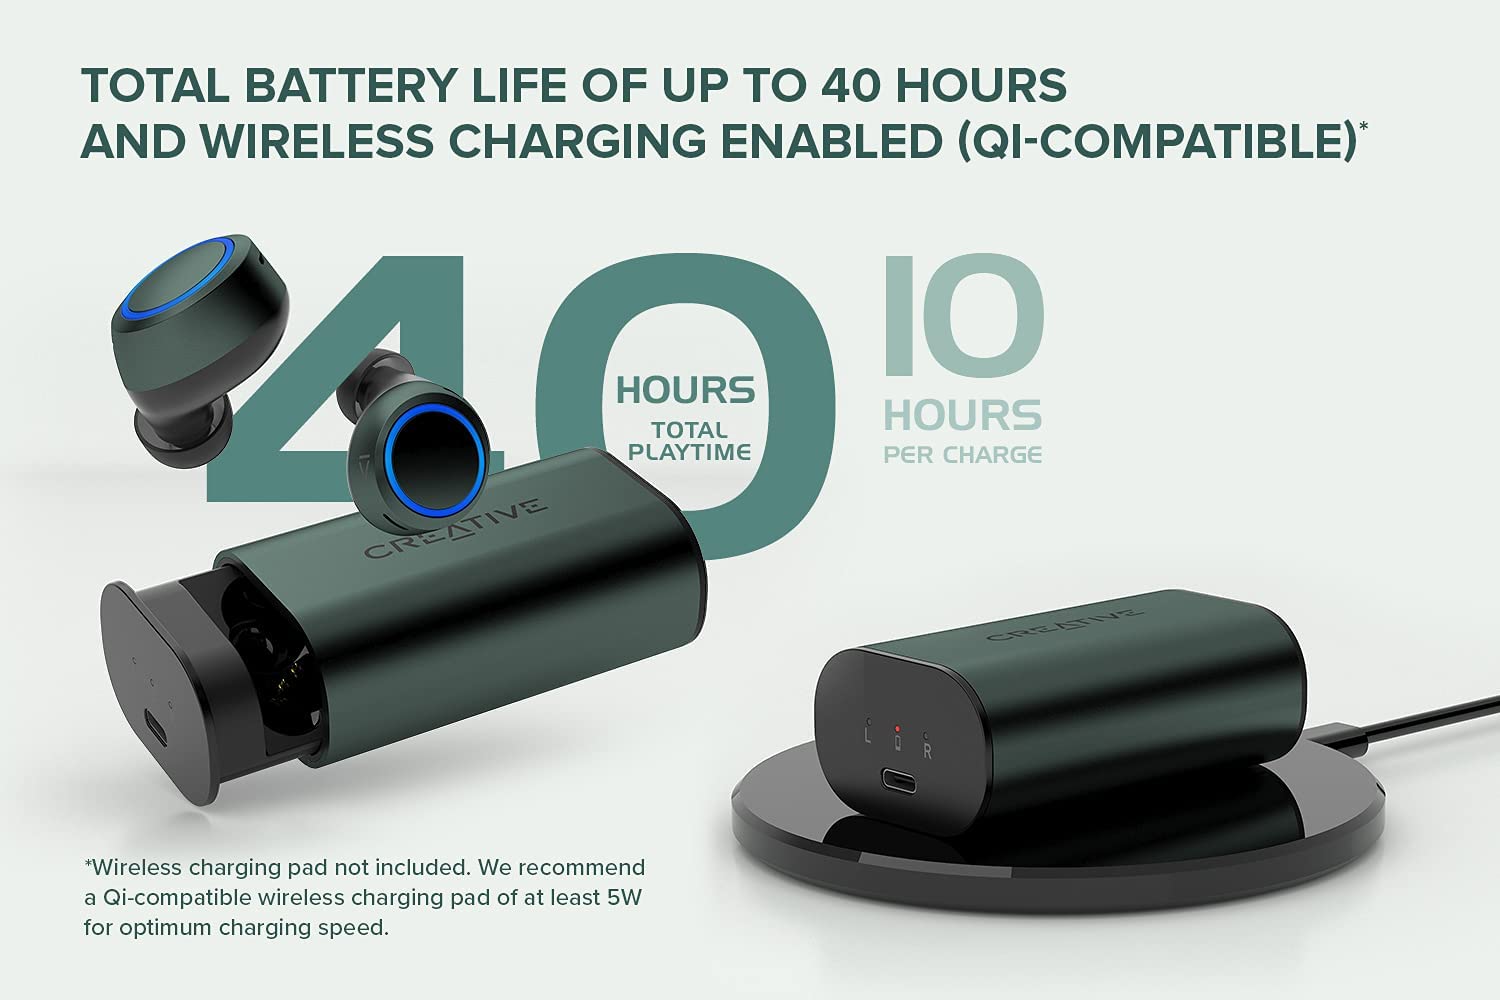 TOTAL BATTERY LIFE OF UP TO 40 HOURS
AND WIRELESS CHARGING ENABLED (QI-COMPATIBLE)*
40
HOURS
TOTAL
PLAYTIME
10
HOURS
PER CHARGE
CREATIVE
CREATIVE
L R
*Wireless charging pad not included. We recommend
a Qi-compatible wireless charging pad of at least 5W
for optimum charging speed.